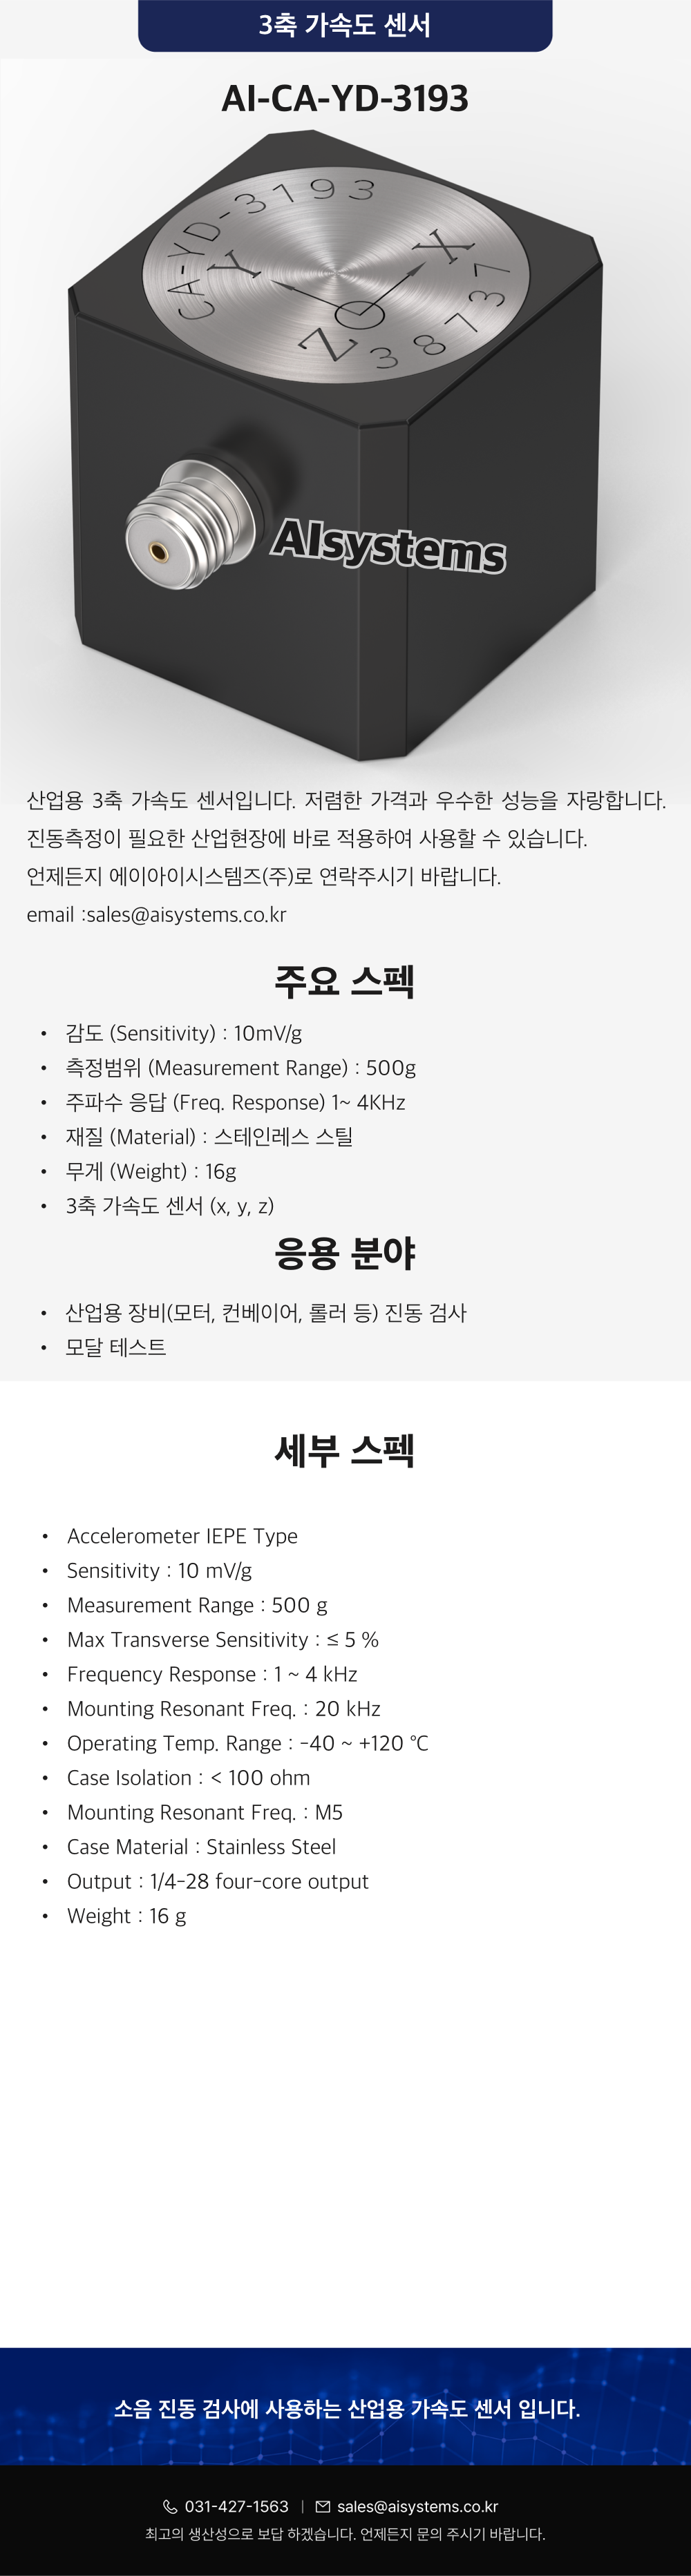 3축 가속도 센서
AI-CA-YD-3193
CA-YD-3193
Y
X
Z
38737
AIsystems
산업용 3축 가속도 센서입니다. 저렴한 가격과 우수한 성능을 자랑합니다.
진동측정이 필요한 산업현장에 바로 적용하여 사용할 수 있습니다.
언제든지 에이아이시스템즈(주)로 연락주시기 바랍니다.
email :sales@aisystems.co.kr
주요 스펙
• 감도 (Sensitivity) : 10mV/g
• 측정범위 (Measurement Range) : 500g
• 주파수 응답 (Freq. Response) 1~ 4KHz
• 재질 (Material) : 스테인레스 스틸
• 무게 (Weight) : 16g
• 3축 가속도 센서 (x, y, z)
응용 분야
• 산업용 장비(모터, 컨베이어, 롤러 등) 진동 검사
• 모달 테스트
세부 스펙
• Accelerometer IEPE Type
• Sensitivity : 10 mV/g
• Measurement Range : 500 g
• Max Transverse Sensitivity : ≤ 5 %
• Frequency Response : 1 ~ 4 kHz
• Mounting Resonant Freq. : 20 kHz
• Operating Temp. Range : -40 ~ +120 ℃
• Case Isolation : < 100 ohm
• Mounting Resonant Freq. : M5
• Case Material : Stainless Steel
• Output : 1/4-28 four-core output
• Weight : 16 g
소음 진동 검사에 사용하는 산업용 가속도 센서 입니다.
031-427-1563 | sales@aisystems.co.kr
최고의 생산성으로 보답 하겠습니다. 언제든지 문의 주시기 바랍니다.